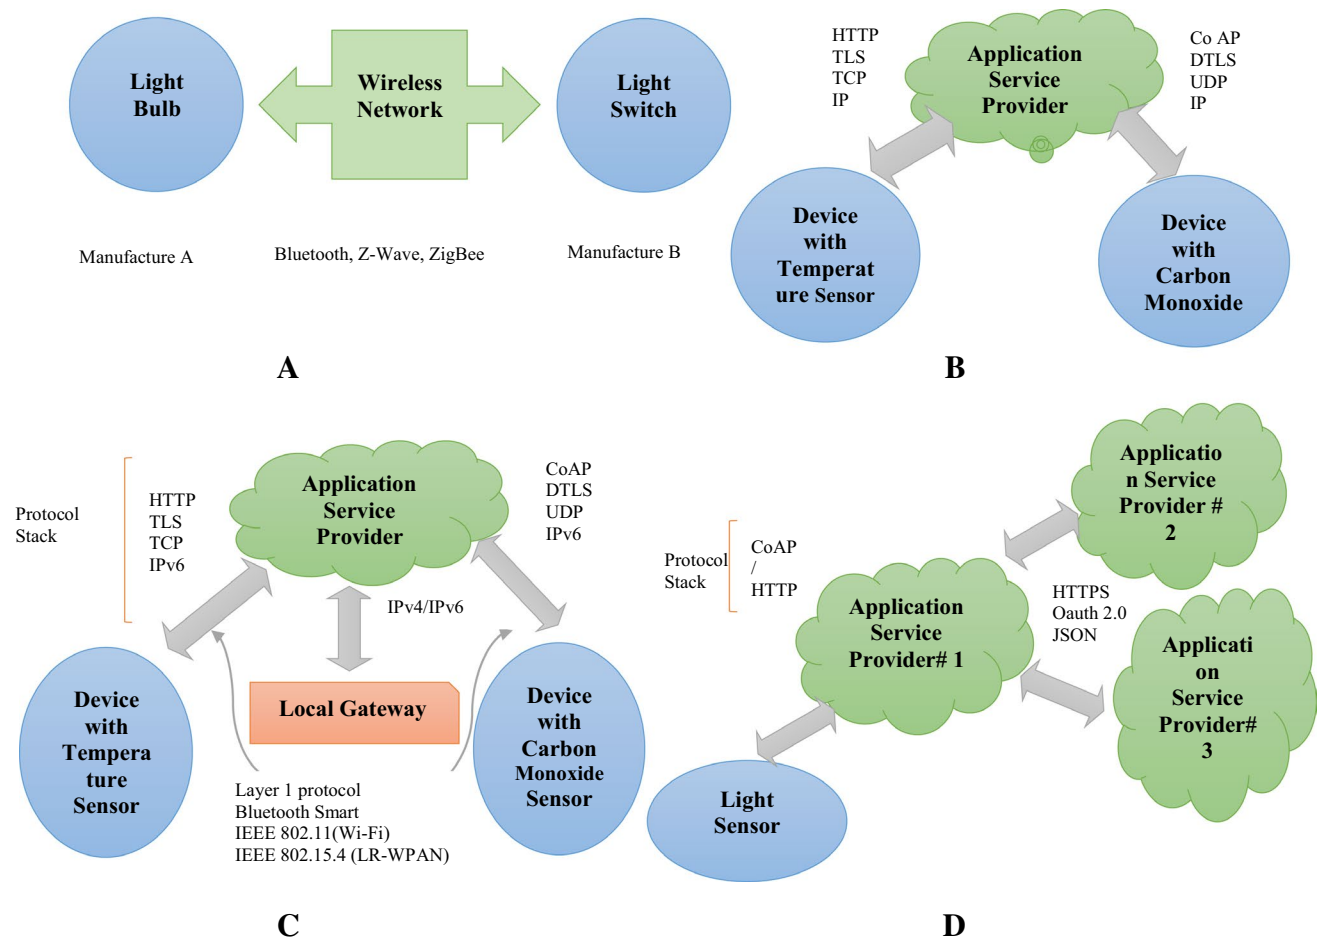 Light
Bulb
Wireless
Network
Light
Switch
Manufacture A
Bluetooth, Z-Wave, ZigBee
Manufacture B
A
HTTP
TLS
TCP
IP
Application
Service
Provider
Co AP
DTLS
UDP
IP
Device
with
Temperat
ure Sensor
Device
with
Carbon
Monoxide
B
Protocol
Stack
HTTP
TLS
TCP
IPv6
Application
Service
Provider
CoAP
DTLS
UDP
IPv6
IPv4/IPv6
Device
with
Tempera
ture
Sensor
Local Gateway
Device
with
Carbon
Monoxide
Sensor
Layer 1 protocol
Bluetooth Smart
IEEE 802.11(Wi-Fi)
IEEE 802.15.4 (LR-WPAN)
C
Protocol
Stack
CoAP
/
HTTP
Application
Service
Provider# 1
Applicatio
n Service
Provider #
2
HTTPS
Oauth 2.0
JSON
Applicati
on
Service
Provider#
3
Light
Sensor
D